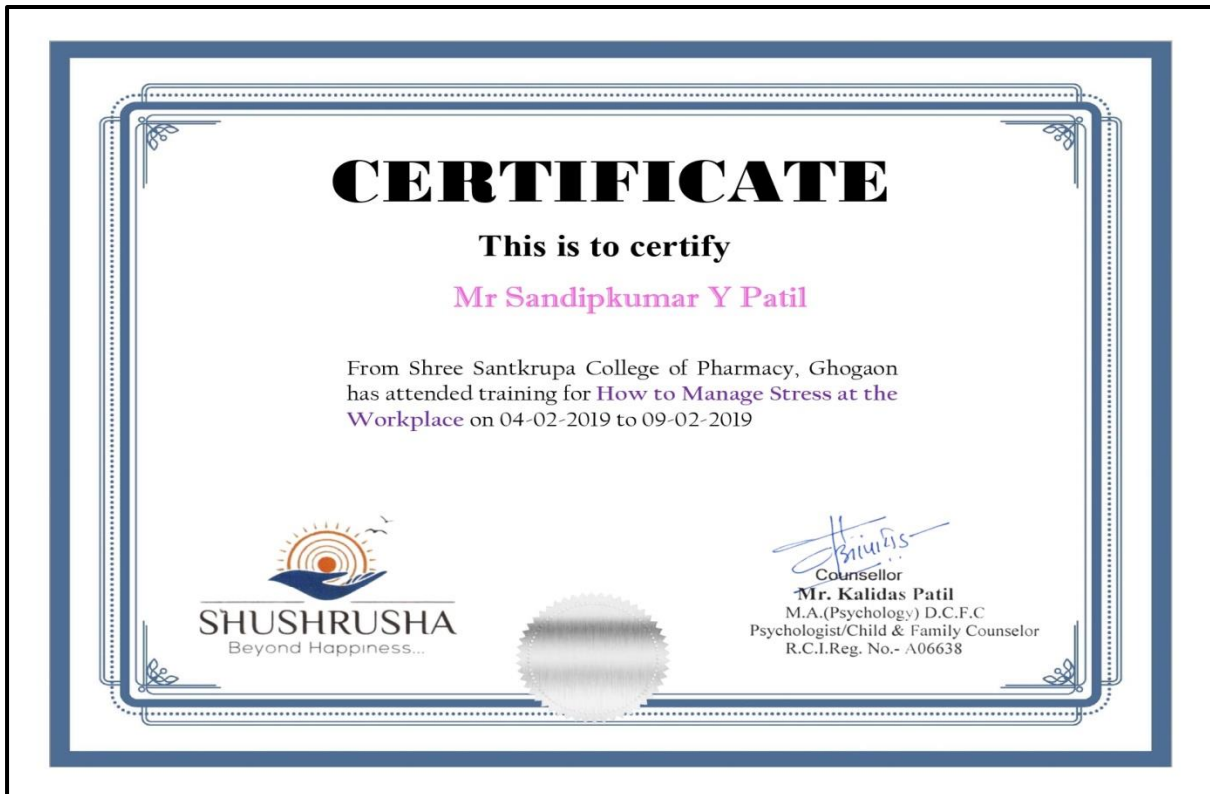 CERTIFICATE
This is to certify
Mr Sandipkumar Y Patil
From Shree Santkrupa College of Pharmacy, Ghogaon
has attended training for How to Manage Stress at the
Workplace on 04-02-2019 to 09-02-2019
SHUSHRUSHA
Beyond Happiness...
Counsellor
Mr. Kalidas Patil
M.A.(Psychology) D.C.F.C
Psychologist/Child & Family Counselor
R.C.I.Reg. No.- A06638